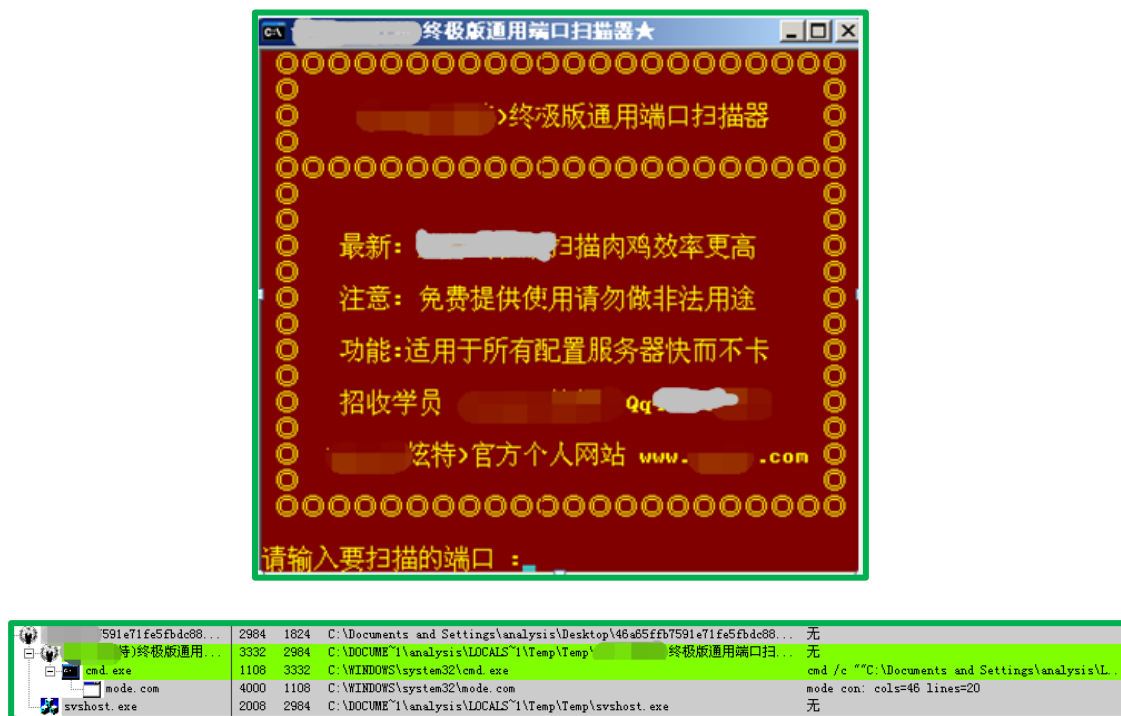 终极版通用端口扫描器★
终极版通用端口扫描器
最新: 扫描肉鸡效率更高
注意: 免费提供使用请勿做非法用途
功能:适用于所有配置服务器快而不卡
招收学员 Qq
炫特>官方个人网站 www. .com
请输入要扫描的端口 :
7591e71fe5fbdc88... 2984 1824 C:\Documents and Settings\analysis\Desktop\46a65ffb7591e71fe5fbdc88... 无
特)终极版通用... 3332 2984 C:\DOCUME~1\analysis\LOCALS~1\Temp\Temp\ 终极版通用端口扫... 无
cmd.exe 1108 3332 C:\WINDOWS\system32\cmd.exe cmd /c ""C:\Documents and Settings\analysis\L...
mode.com 4000 1108 C:\WINDOWS\system32\mode.com mode con: cols=46 lines=20
svshost.exe 2008 2984 C:\DOCUME~1\analysis\LOCALS~1\Temp\Temp\svshost.exe 无